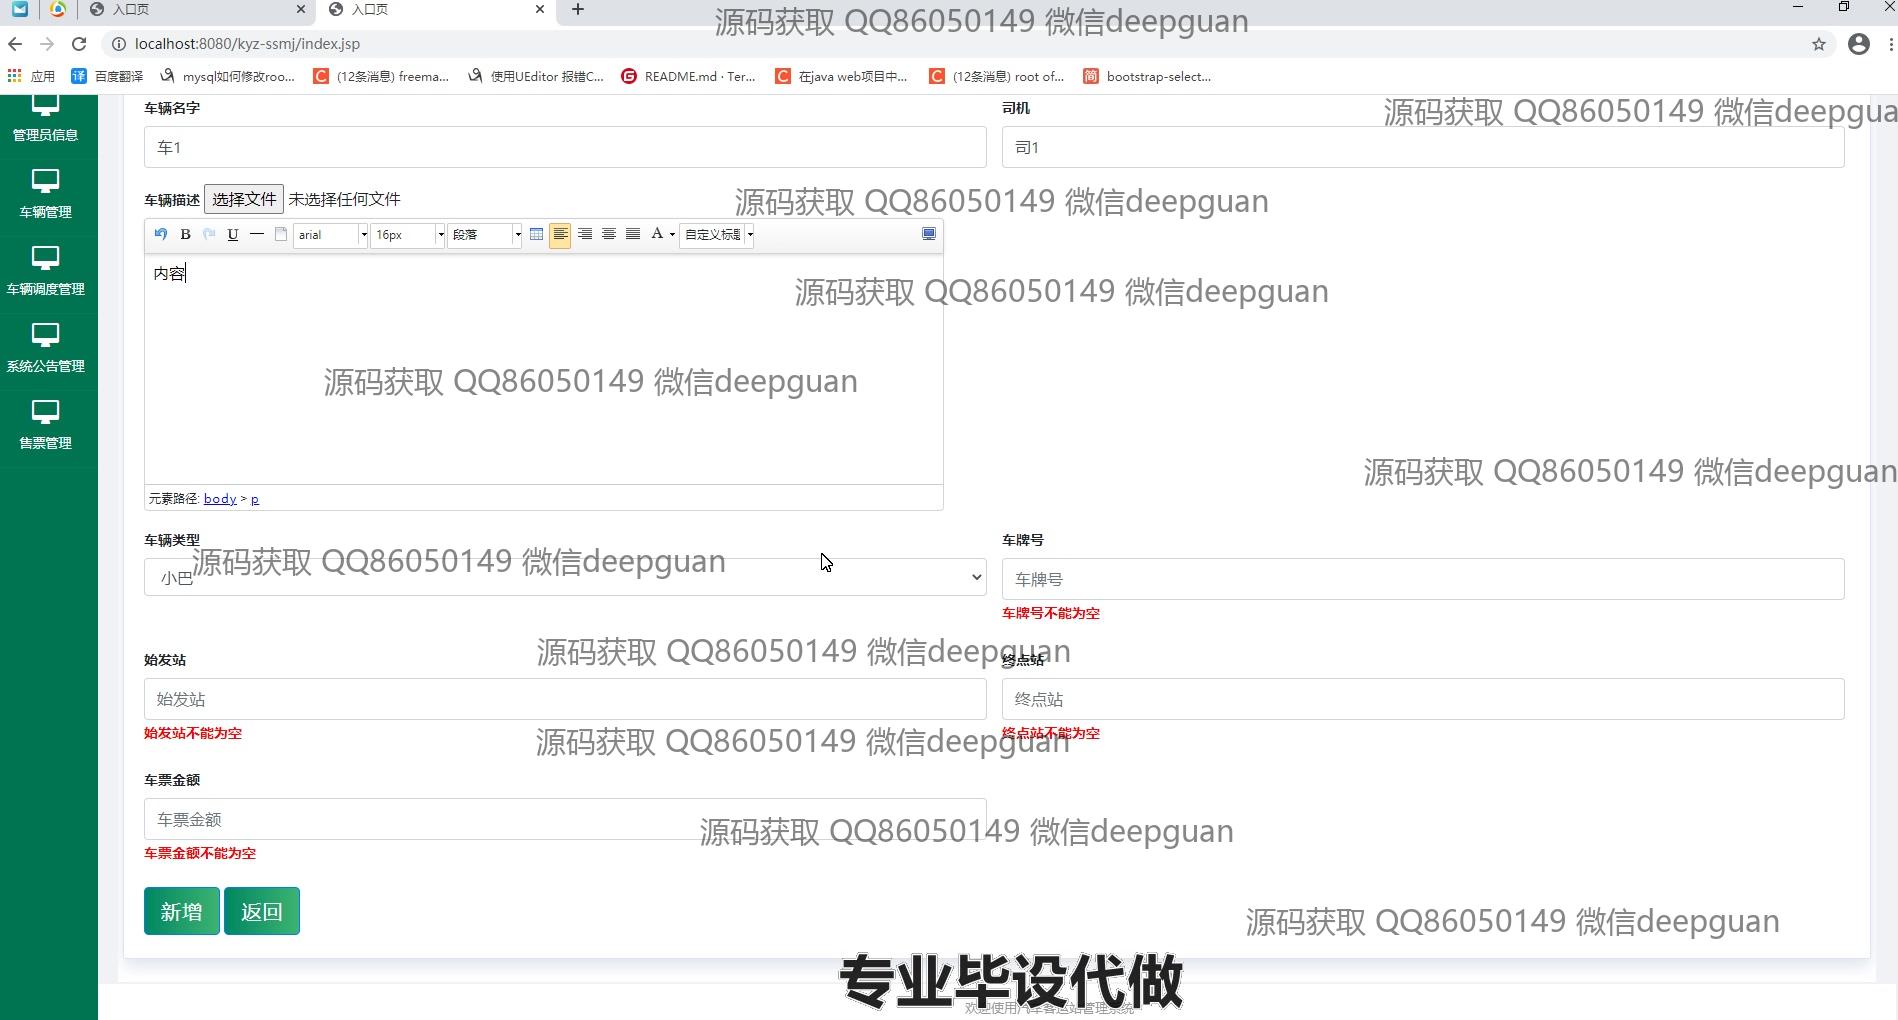 入口页
入口页
源码获取 QQ86050149 微信deepguan
localhost:8080/kyz-ssmj/index.jsp
应用
译 百度翻译
mysql如何修改roo...
C (12条消息) freema...
使用UEditor 报错C...
G README.md · Ter...
C 在java web项目中...
C (12条消息) root of...
简 bootstrap-select...
管理员信息
车辆管理
车辆调度管理
系统公告管理
售票管理
车辆名字
司机
源码获取 QQ86050149 微信deepgua
车1
司1
车辆描述 选择文件 未选择任何文件
源码获取 QQ86050149 微信deepguan
B U arial 16px 段落 A 自定义标题
内容
源码获取 QQ86050149 微信deepguan
源码获取 QQ86050149 微信deepguan
源码获取 QQ86050149 微信deepguan
元素路径: body > p
车辆类型
车牌号
源码获取 QQ86050149 微信deepguan
小巴
车牌号
车牌号不能为空
源码获取 QQ86050149 微信deepguan
始发站
终点站
始发站
终点站
始发站不能为空
终点站不能为空
源码获取 QQ86050149 微信deepguan
车票金额
车票金额
源码获取 QQ86050149 微信deepguan
车票金额不能为空
新增 返回
源码获取 QQ86050149 微信deepguan
专业毕设代做
欢迎使用汽车客运站管理系统